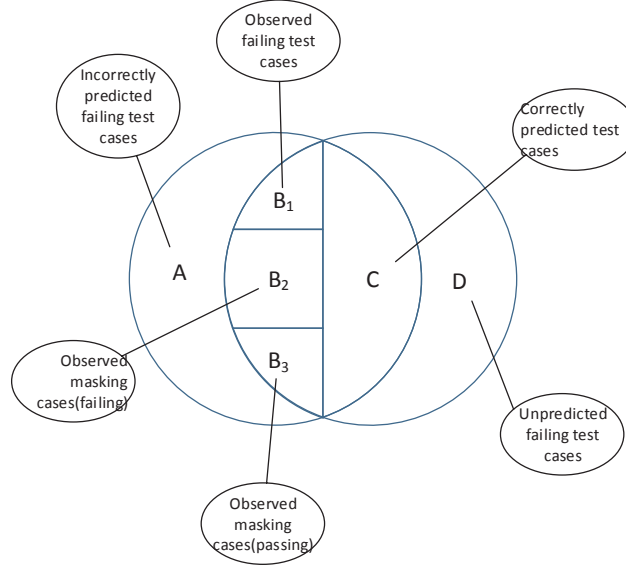 Observed
failing test
cases
Incorrectly
predicted
failing test
cases
Correctly
predicted test
cases
B1
A
B2
C
D
B3
Observed
masking
cases(failing)
Unpredicted
failing test
cases
Observed
masking
cases(passing)